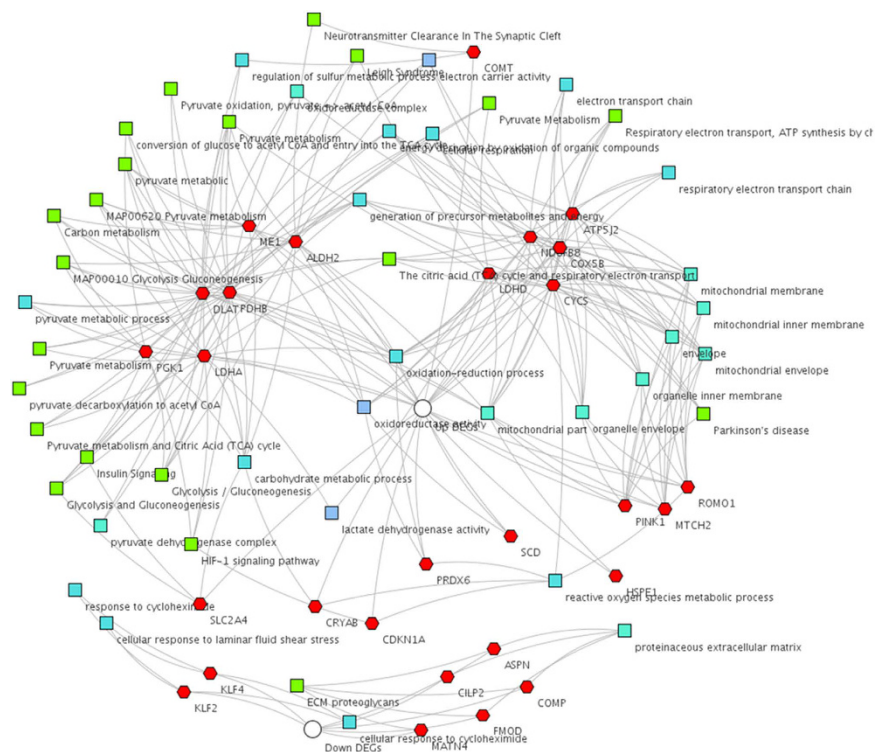 Neurotransmitter Clearance In The Synaptic Cleft
COMT
Leigh Syndrome
regulation of sulfur metabolic process
electron carrier activity
electron transport chain
Pyruvate oxidation, pyruvate => acetyl-CoA
oxidoreductase complex
Pyruvate Metabolism
Respiratory electron transport, ATP synthesis by ch
Pyruvate metabolism
conversion of glucose to acetyl CoA and entry into the TCA cycle
energy derivation by oxidation of organic compounds
cellular respiration
pyruvate metabolic
respiratory electron transport chain
MAP00620 Pyruvate metabolism
generation of precursor metabolites and energy
Carbon metabolism
ME1
ATP5J2
ALDH2
NDUFB8
COX5B
MAP00010 Glycolysis Gluconeogenesis
The citric acid (TCA) cycle and respiratory electron transport
LDHD
CYCS
mitochondrial membrane
DLAT
PDHB
pyruvate metabolic process
mitochondrial inner membrane
envelope
Pyruvate metabolism
PGK1
LDHA
oxidation-reduction process
mitochondrial envelope
organelle inner membrane
pyruvate decarboxylation to acetyl CoA
oxidoreductase activity
Up DEGs
mitochondrial part
organelle envelope
Parkinson's disease
Pyruvate metabolism and Citric Acid (TCA) cycle
Insulin Signaling
Glycolysis / Gluconeogenesis
carbohydrate metabolic process
Glycolysis and Gluconeogenesis
ROMO1
PINK1
MTCH2
lactate dehydrogenase activity
pyruvate dehydrogenase complex
HIF-1 signaling pathway
SCD
PRDX6
HSPE1
reactive oxygen species metabolic process
response to cycloheximide
SLC2A4
CRYAB
CDKN1A
cellular response to laminar fluid shear stress
proteinaceous extracellular matrix
ASPN
KLF4
CILP2
KLF2
ECM proteoglycans
COMP
FMOD
Down DEGs
cellular response to cycloheximide
MATN4